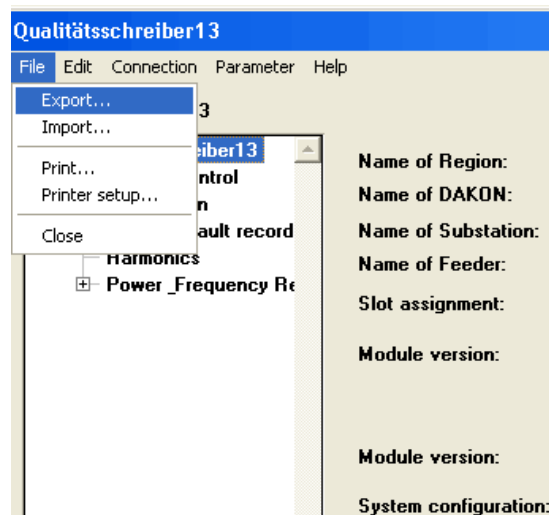 Qualitätsschreiber13
File Edit Connection Parameter Help
Export...
Import...
Print...
Printer setup...
Close
3
eiber13
ntrol
n
ault record
Harmonics
Power _Frequency Re
Name of Region:
Name of DAKON:
Name of Substation:
Name of Feeder:
Slot assignment:
Module version:
Module version:
System configuration: